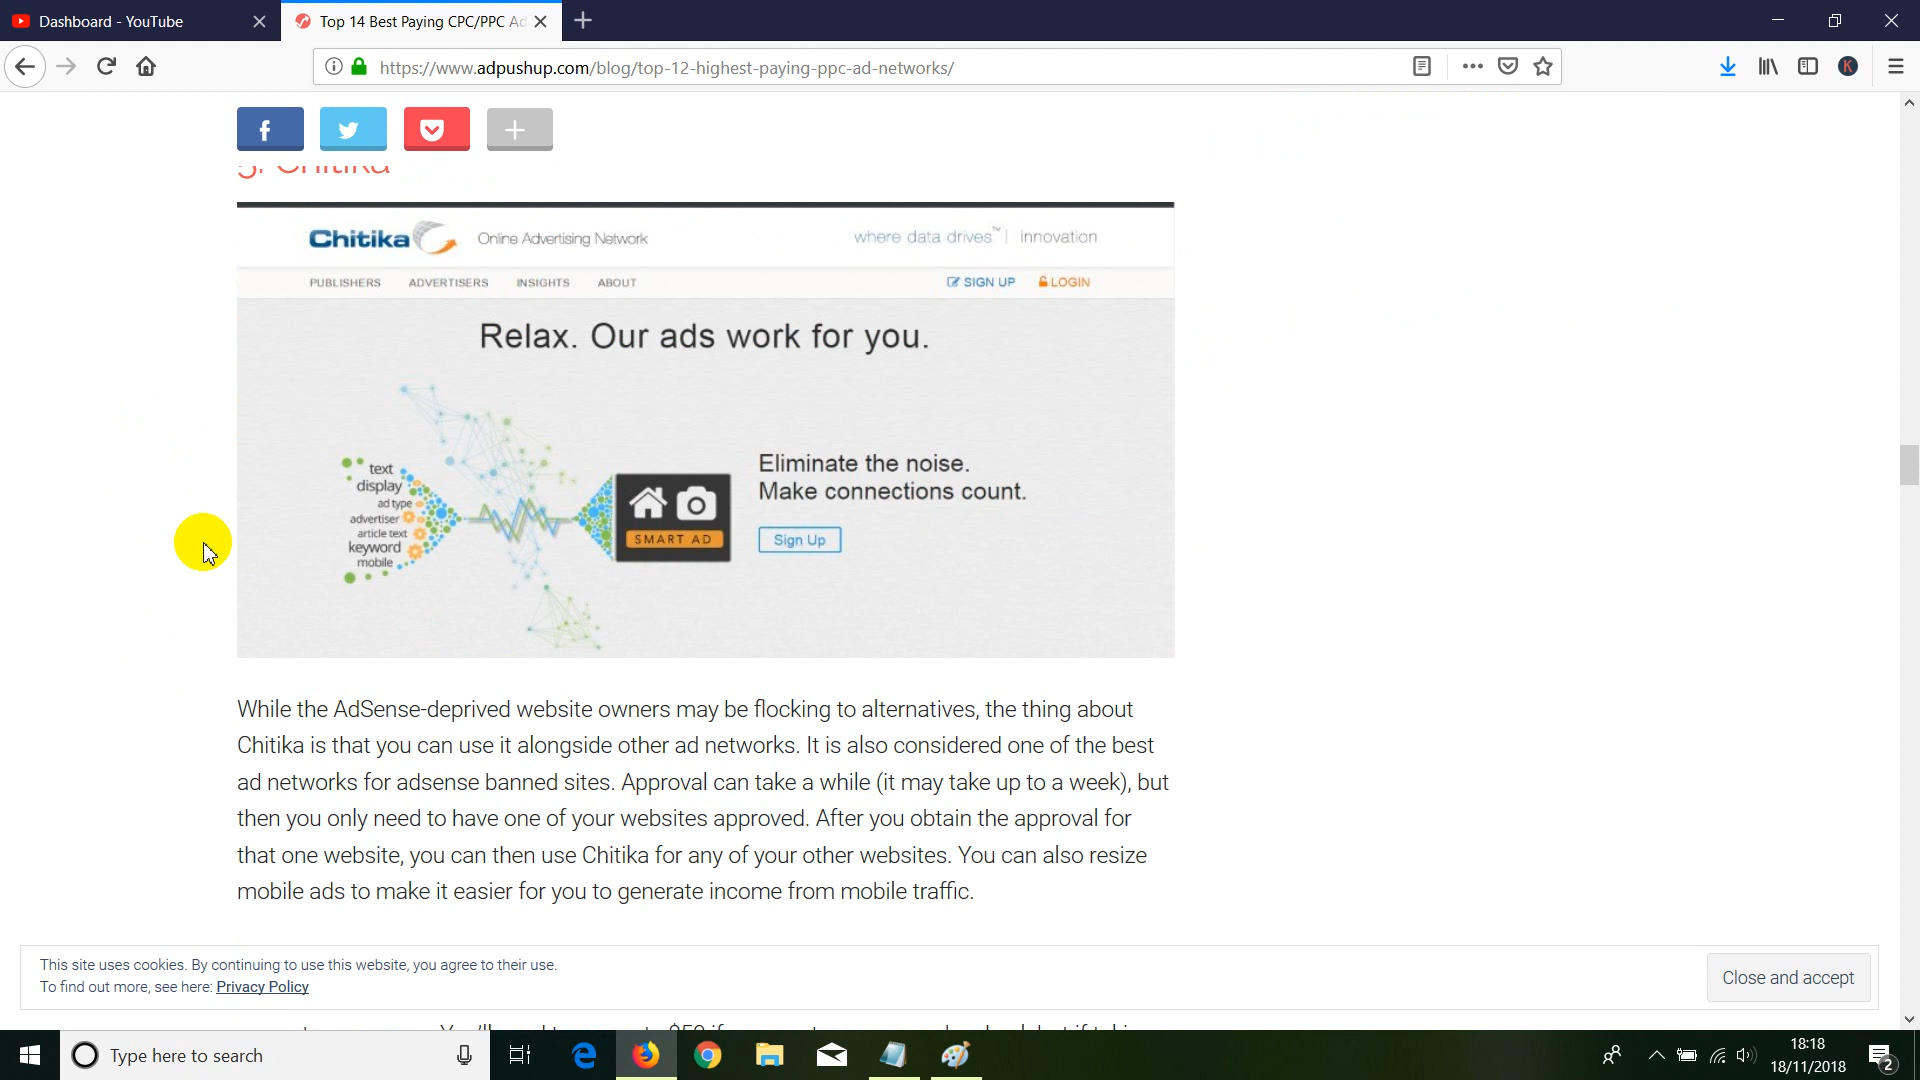 Dashboard - YouTube
Top 14 Best Paying CPC/PPC Ad
https://www.adpushup.com/blog/top-12-highest-paying-ppc-ad-networks/
K
5. Chitika
Chitika Online Advertising Network where data drives™ | innovation
PUBLISHERS ADVERTISERS INSIGHTS ABOUT SIGN UP LOGIN
Relax. Our ads work for you.
text
display
ad type
advertiser
article text
keyword
mobile
SMART AD
Eliminate the noise.
Make connections count.
Sign Up
While the AdSense-deprived website owners may be flocking to alternatives, the thing about
Chitika is that you can use it alongside other ad networks. It is also considered one of the best
ad networks for adsense banned sites. Approval can take a while (it may take up to a week), but
then you only need to have one of your websites approved. After you obtain the approval for
that one website, you can then use Chitika for any of your other websites. You can also resize
mobile ads to make it easier for you to generate income from mobile traffic.
This site uses cookies. By continuing to use this website, you agree to their use.
To find out more, see here: Privacy Policy
Close and accept
Type here to search
18:18
18/11/2018
2